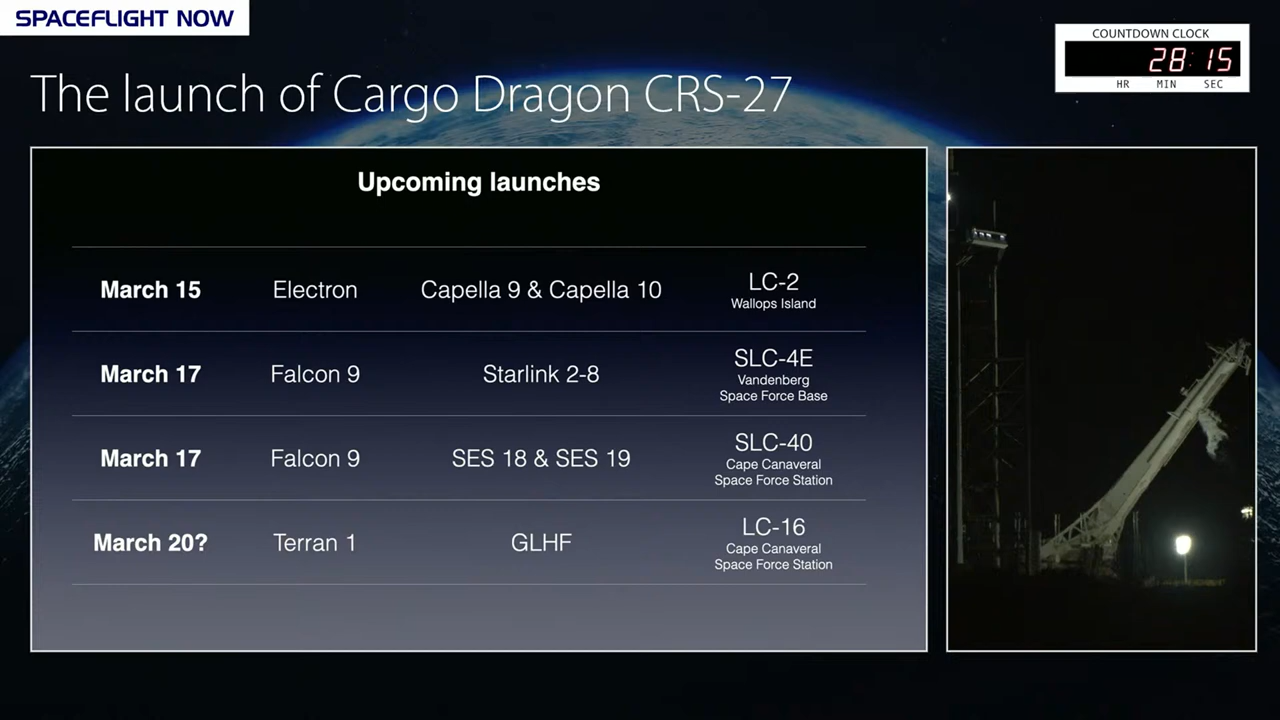 SPACEFLIGHT NOW
COUNTDOWN CLOCK
28:15
HR MIN SEC
The launch of Cargo Dragon CRS-27
Upcoming launches
March 15 Electron Capella 9 & Capella 10 LC-2
Wallops Island
March 17 Falcon 9 Starlink 2-8 SLC-4E
Vandenberg
Space Force Base
March 17 Falcon 9 SES 18 & SES 19 SLC-40
Cape Canaveral
Space Force Station
March 20? Terran 1 GLHF LC-16
Cape Canaveral
Space Force Station